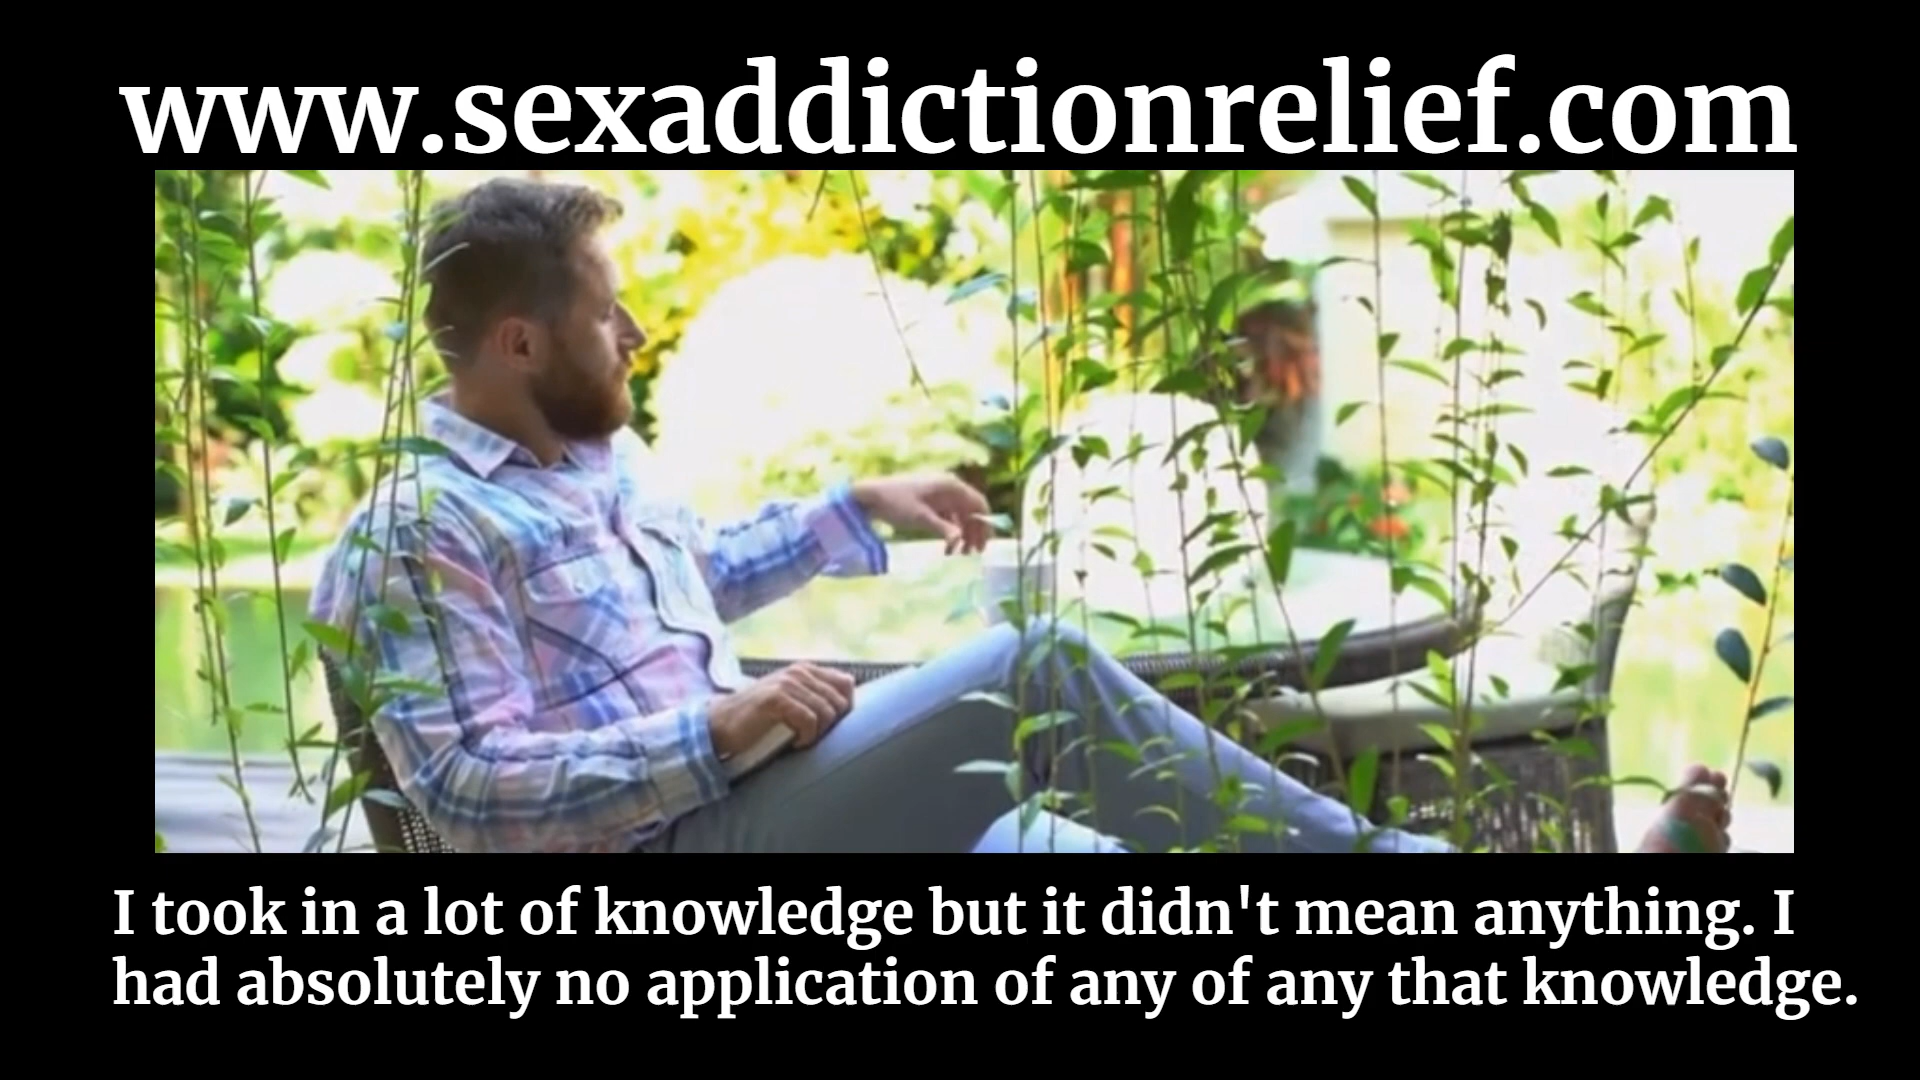 www.sexaddictionrelief.com
I took in a lot of knowledge but it didn't mean anything. I
had absolutely no application of any of any that knowledge.